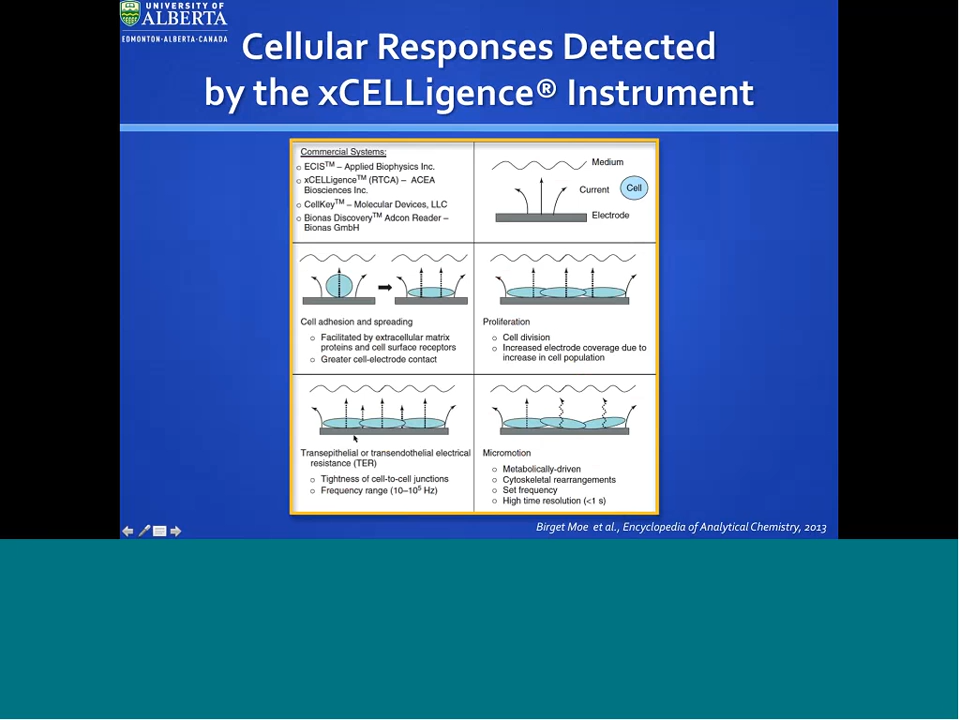 UNIVERSITY OF
ALBERTA
EDMONTON·ALBERTA·CANADA
Cellular Responses Detected
by the xCELLigence® Instrument
Commercial Systems:
o ECIS™ – Applied Biophysics Inc.
o xCELLigence™ (RTCA) – ACEA
Biosciences Inc.
o CellKey™ – Molecular Devices, LLC
o Bionas Discovery™ Adcon Reader –
Bionas GmbH
Medium
Current
Cell
Electrode
Cell adhesion and spreading
o Facilitated by extracellular matrix
proteins and cell surface receptors
o Greater cell-electrode contact
Proliferation
o Cell division
o Increased electrode coverage due to
increase in cell population
Transepithelial or transendothelial electrical
resistance (TER)
o Tightness of cell-to-cell junctions
o Frequency range (10–10⁵ Hz)
Micromotion
o Metabolically-driven
o Cytoskeletal rearrangements
o Set frequency
o High time resolution (<1 s)
Birget Moe et al., Encyclopedia of Analytical Chemistry, 2013